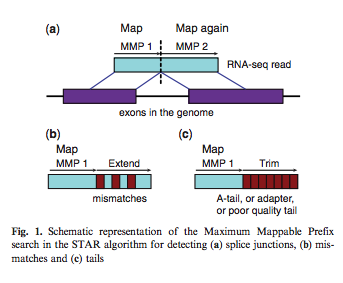 (a)
Map
Map again
MMP 1
MMP 2
RNA-seq read
exons in the genome
(b)
(c)
Map
Map
MMP 1
Extend
MMP 1
Trim
mismatches
A-tail, or adapter,
or poor quality tail
Fig. 1. Schematic representation of the Maximum Mappable Prefix
search in the STAR algorithm for detecting (a) splice junctions, (b) mis-
matches and (c) tails